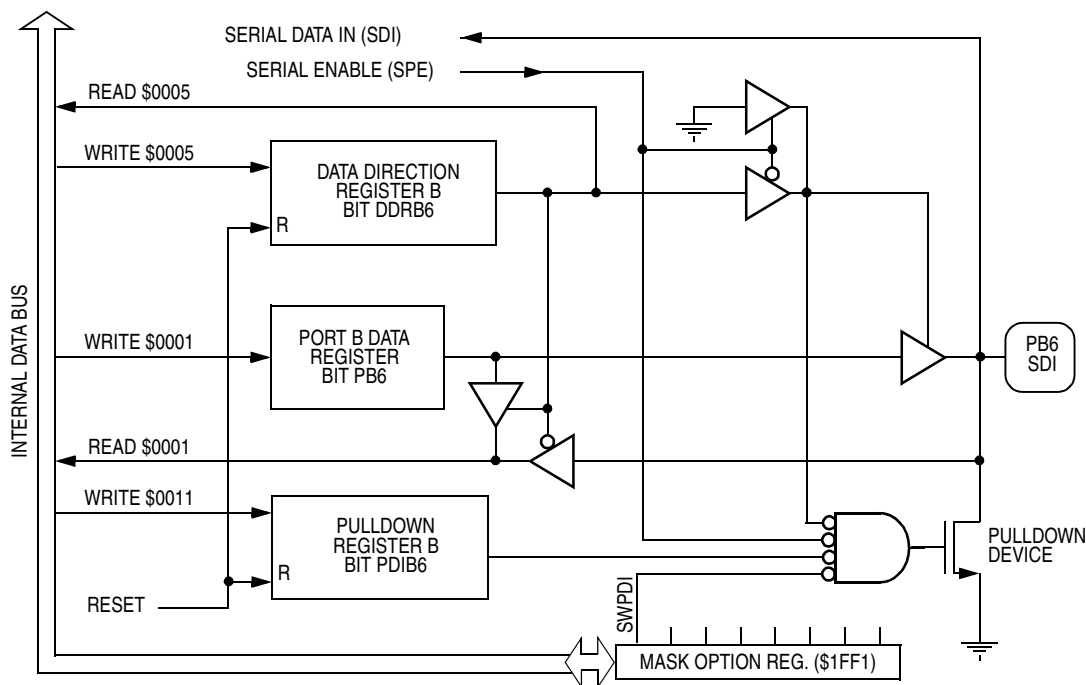 SERIAL DATA IN (SDI)
SERIAL ENABLE (SPE)
READ $0005
WRITE $0005
DATA DIRECTION
REGISTER B
BIT DDRB6
R
INTERNAL DATA BUS
WRITE $0001
PORT B DATA
REGISTER
BIT PB6
PB6
SDI
READ $0001
WRITE $0011
PULLDOWN
REGISTER B
BIT PDIB6
R
PULLDOWN
DEVICE
RESET
SWPDI
MASK OPTION REG. ($1FF1)